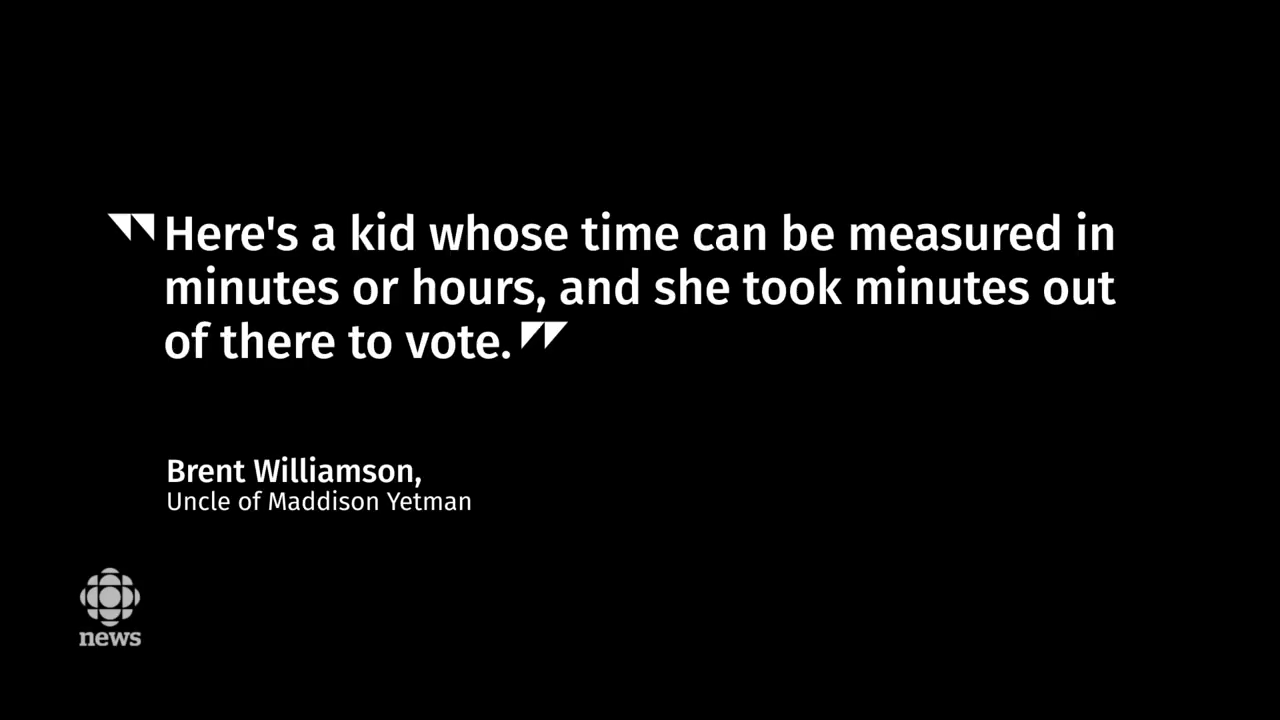 "Here's a kid whose time can be measured in
minutes or hours, and she took minutes out
of there to vote."
Brent Williamson,
Uncle of Maddison Yetman
news